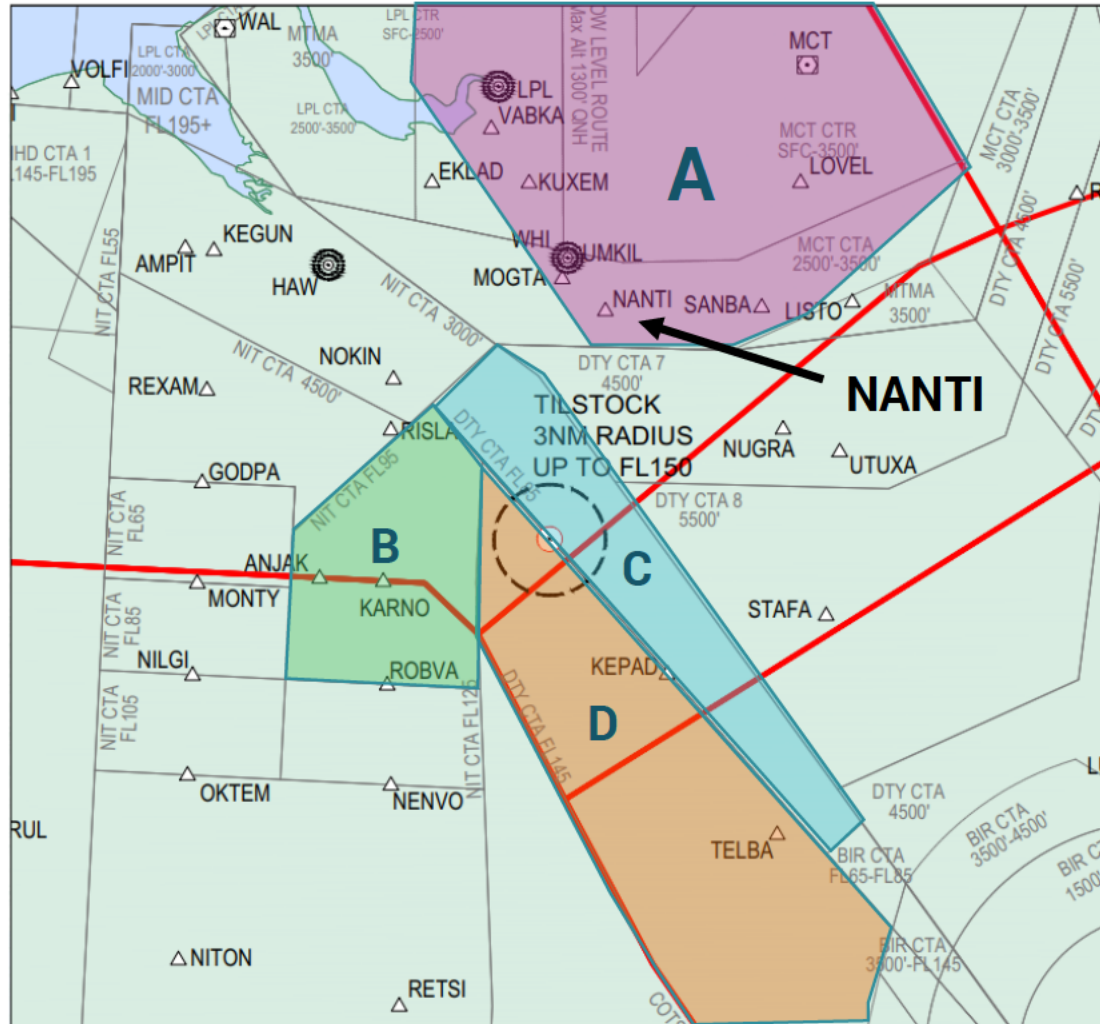 WAL
LPL CTR
SFC-2500'
LOW LEVEL ROUTE
Max Alt 1300' QNH
MCT
MTMA
3500'
LPL CTA
2000'-3000'
VOLFI
MID CTA
FL195+
LPL
VABKA
LPL CTA
2500'-3500'
MCT CTR
SFC-3500'
MCT CTA
3000'-3500'
LOVEL
EKLAD
KUXEM
A
KEGUN
AMPIT
HAW
WHI
UMKIL
MOGTA
MCT CTA
2500'-3500'
NIT CTA FL55
NIT CTA 3000'
NANTI
SANBA
LISTO
MTMA
3500'
DTY CTA 4500'
DTY CTA 5500'
NIT CTA 4500'
NOKIN
REXAM
DTY CTA 7
4500'
NANTI
TILSTOCK
3NM RADIUS
UP TO FL150
RISLA
DTY CTA FL65
NUGRA
UTUXA
GODPA
NIT CTA FL95
NIT CTA
FL65
DTY CTA 8
5500'
B
C
ANJAK
MONTY
KARNO
NIT CTA
FL85
STAFA
NILGI
ROBVA
KEPAD
NIT CTA
FL105
NIT CTA FL125
DTY CTA FL145
D
OKTEM
NENVO
DTY CTA
4500'
BIR CTA
3500'-4500'
TELBA
BIR CTA
FL65-FL85
NITON
BIR CTA
3500'-FL145
RETSI